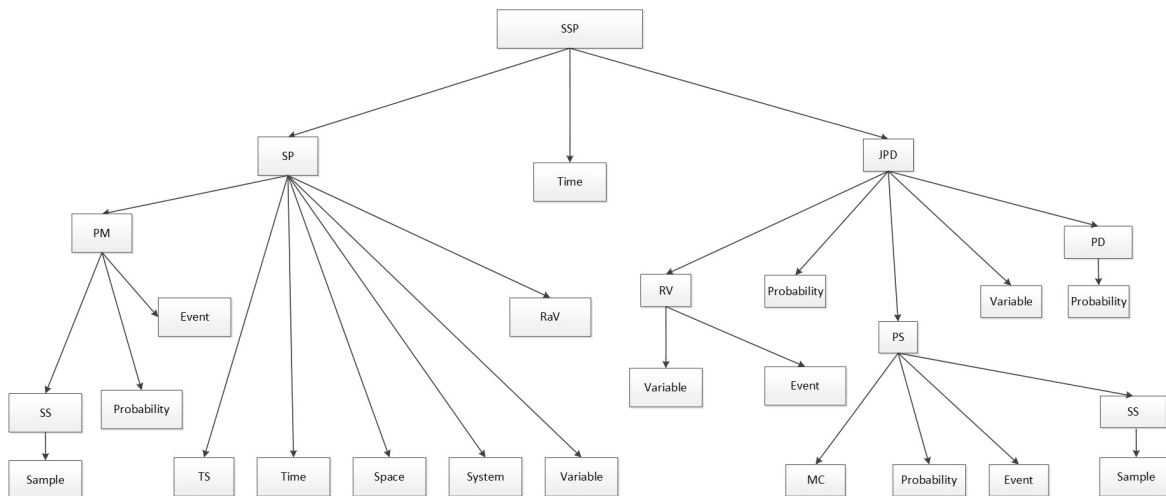 SSP
SP
Time
JPD
PM
PD
Event
RaV
RV
Probability
Variable
Probability
PS
SS
Probability
Variable
Event
SS
Sample
TS
Time
Space
System
Variable
MC
Probability
Event
Sample